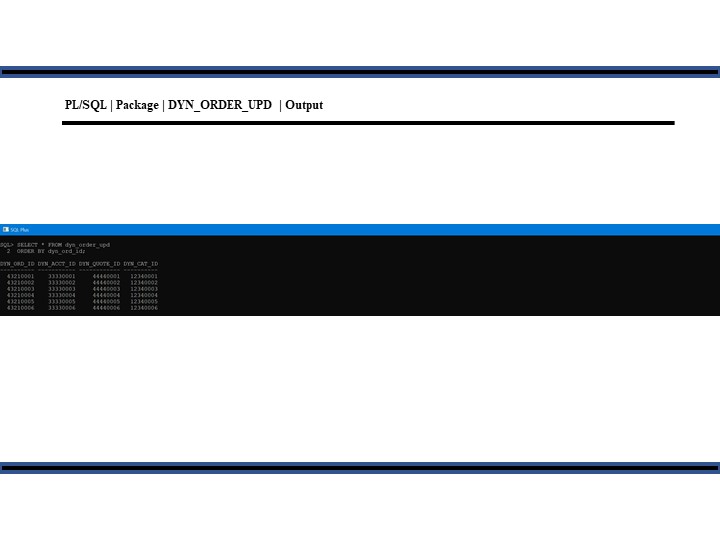 PL/SQL | Package | DYN_ORDER_UPD | Output
SQL Plus
SQL> SELECT * FROM dyn_order_upd
  2  ORDER BY dyn_ord_id;
DYN_ORD_ID DYN_ACCT_ID DYN_QUOTE_ID DYN_CAT_ID
---------- ----------- ------------ ----------
  43210001    33330001     44440001   12340001
  43210002    33330002     44440002   12340002
  43210003    33330003     44440003   12340003
  43210004    33330004     44440004   12340004
  43210005    33330005     44440005   12340005
  43210006    33330006     44440006   12340006